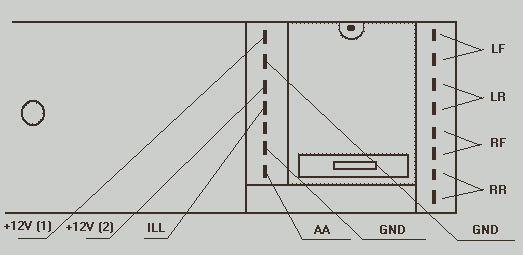 LF
LR
RF
RR
+12V (1) +12V (2) ILL AA GND GND